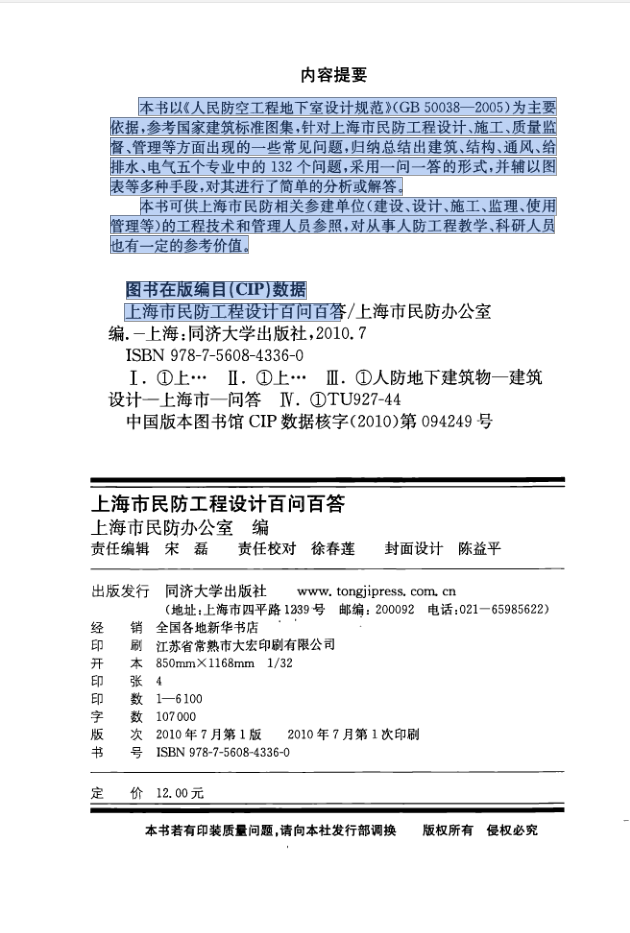 内容提要
本书以《人民防空工程地下室设计规范》(GB 50038—2005)为主要
依据,参考国家建筑标准图集,针对上海市民防工程设计、施工、质量监
督、管理等方面出现的一些常见问题,归纳总结出建筑、结构、通风、给
排水、电气五个专业中的 132 个问题,采用一问一答的形式,并辅以图
表等多种手段,对其进行了简单的分析或解答。
本书可供上海市民防相关参建单位(建设、设计、施工、监理、使用
管理等)的工程技术和管理人员参照,对从事人防工程教学、科研人员
也有一定的参考价值。
图书在版编目(CIP)数据
上海市民防工程设计百问百答/上海市民防办公室
编.—上海:同济大学出版社,2010.7
ISBN 978-7-5608-4336-0
Ⅰ. ①上… Ⅱ. ①上… Ⅲ. ①人防地下建筑物—建筑
设计—上海市—问答 Ⅳ. ①TU927-44
中国版本图书馆 CIP 数据核字(2010)第 094249 号
上海市民防工程设计百问百答
上海市民防办公室 编
责任编辑 宋 磊 责任校对 徐春莲 封面设计 陈益平
出版发行 同济大学出版社 www.tongjipress.com.cn
(地址:上海市四平路 1239 号 邮编:200092 电话:021—65985622)
经 销 全国各地新华书店
印 刷 江苏省常熟市大宏印刷有限公司
开 本 850mm×1168mm 1/32
印 张 4
印 数 1—6100
字 数 107000
版 次 2010 年 7 月第 1 版 2010 年 7 月第 1 次印刷
书 号 ISBN 978-7-5608-4336-0
定 价 12.00 元
本书若有印装质量问题,请向本社发行部调换 版权所有 侵权必究